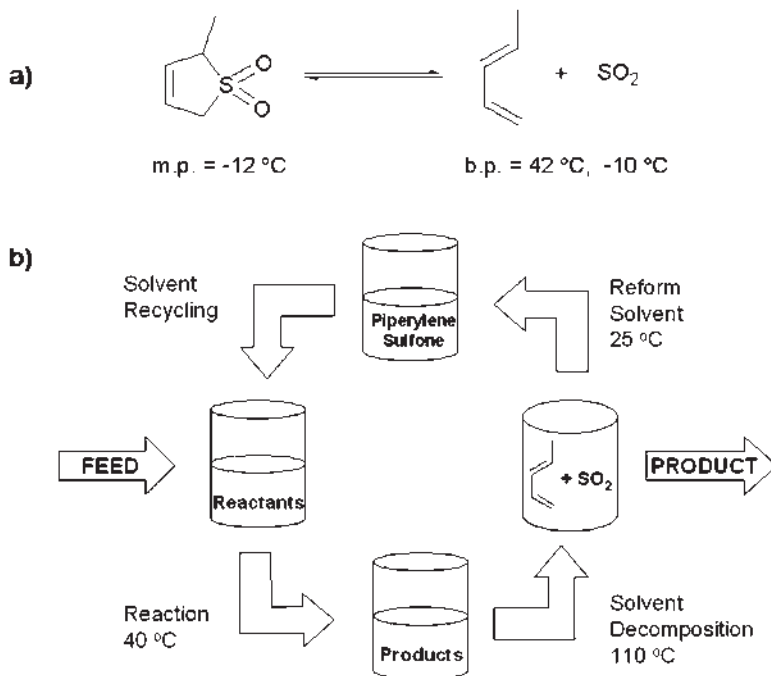 a)
S
O
O
+ SO₂
m.p. = -12 °C
b.p. = 42 °C, -10 °C
b)
Solvent
Recycling
Piperylene
Sulfone
Reform
Solvent
25 °C
FEED
Reactants
+ SO₂
PRODUCT
Reaction
40 °C
Products
Solvent
Decomposition
110 °C